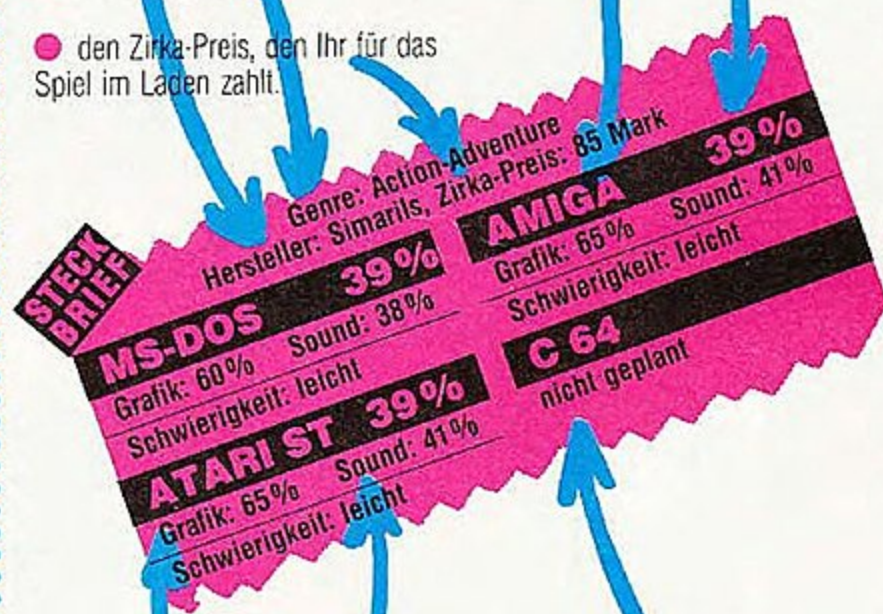 ● den Zirka-Preis, den Ihr für das
Spiel im Laden zahlt.
STECK
BRIEF
Genre: Action-Adventure
Hersteller: Simarils, Zirka-Preis: 85 Mark
MS-DOS 39%
Grafik: 60% Sound: 38%
Schwierigkeit: leicht
ATARI ST 39%
Grafik: 65% Sound: 41%
Schwierigkeit: leicht
AMIGA 39%
Grafik: 65% Sound: 41%
Schwierigkeit: leicht
C 64
nicht geplant